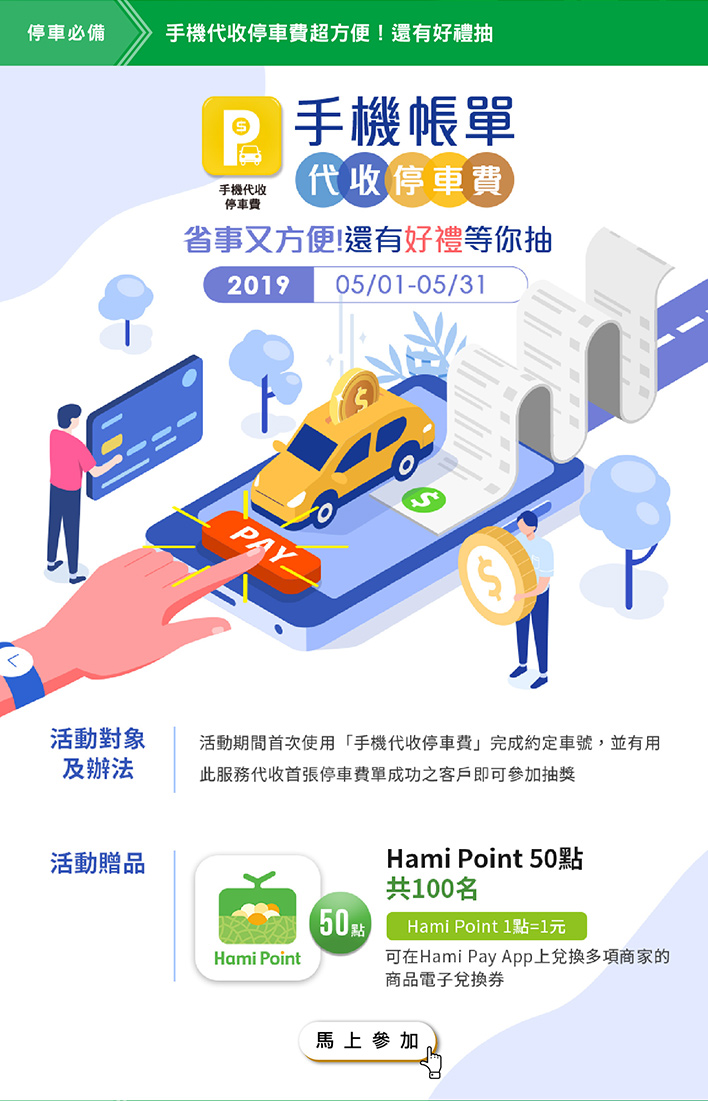 停車必備
手機代收停車費超方便！還有好禮抽
手機帳單
代收停車費
手機代收
停車費
省事又方便!還有好禮等你抽
2019 05/01-05/31
PAY
活動對象
及辦法
活動期間首次使用「手機代收停車費」完成約定車號，並有用
此服務代收首張停車費單成功之客戶即可參加抽獎
活動贈品
Hami Point
50點
Hami Point 50點
共100名
Hami Point 1點=1元
可在Hami Pay App上兌換多項商家的
商品電子兌換券
馬上參加